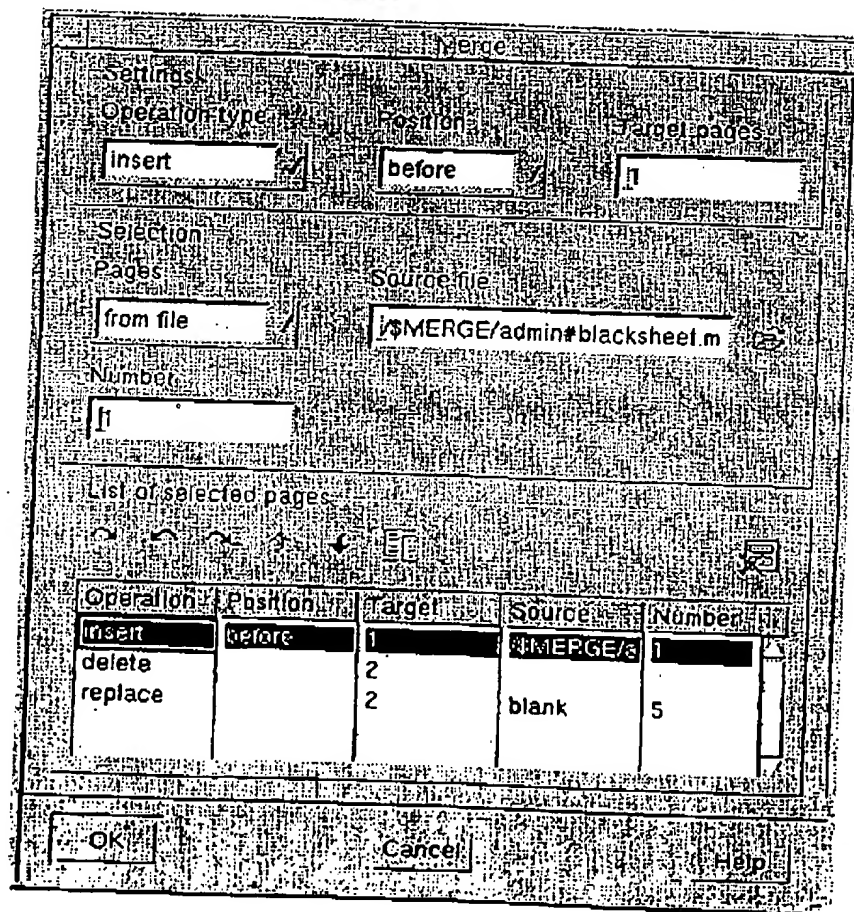 Merge
Settings
Operation type Position Target pages
insert before 1
Selection
Pages Source file
from file /$MERGE/admin#blacksheet.m
Number
1
List of selected pages
Operation Position Target Source Number
insert before 1 $MERGE/a 1
delete 2
replace 2 blank 5
OK Cancel Help